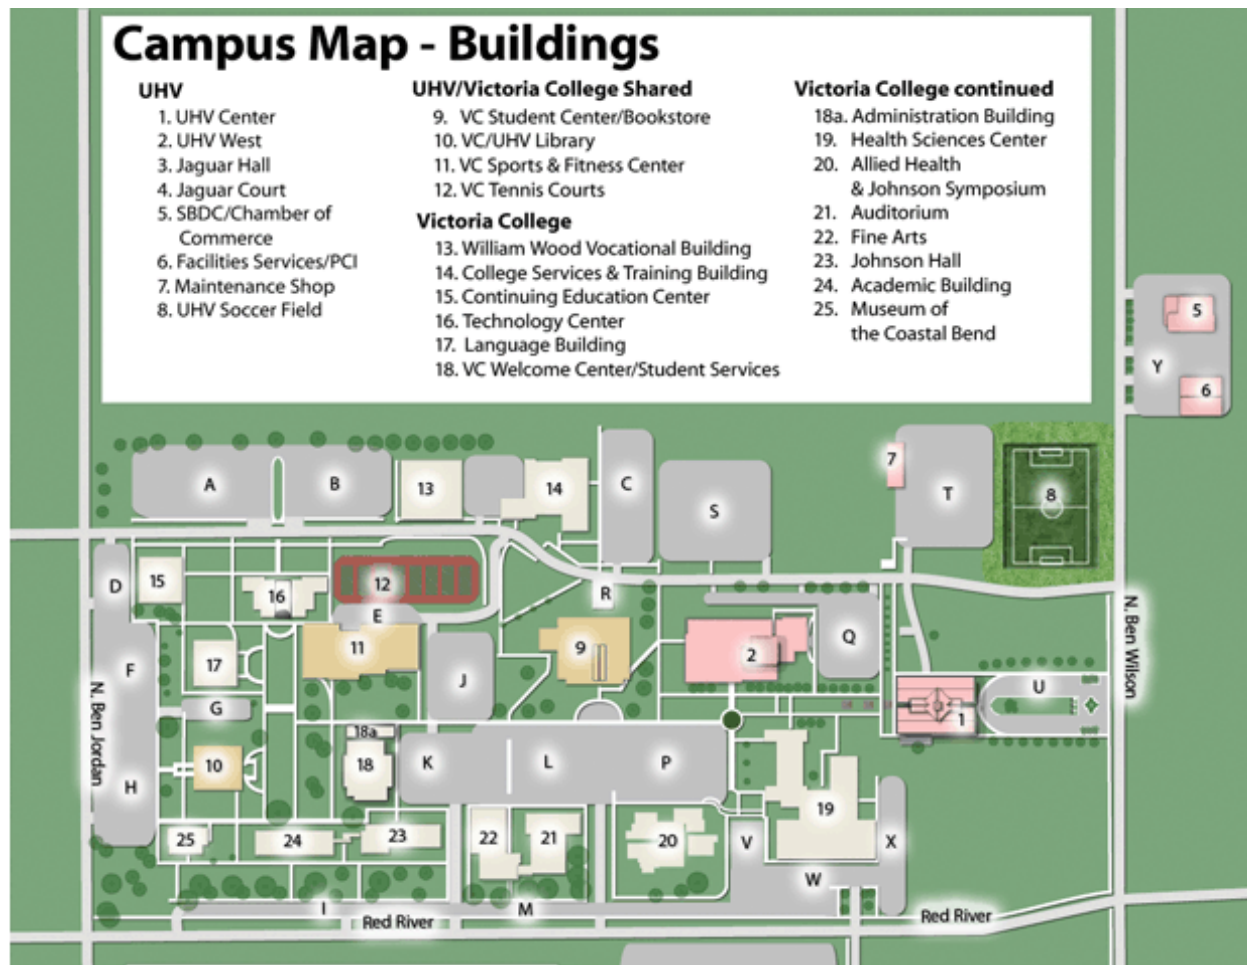 Campus Map - Buildings
UHV
1. UHV Center
2. UHV West
3. Jaguar Hall
4. Jaguar Court
5. SBDC/Chamber of
Commerce
6. Facilities Services/PCI
7. Maintenance Shop
8. UHV Soccer Field
UHV/Victoria College Shared
9. VC Student Center/Bookstore
10. VC/UHV Library
11. VC Sports & Fitness Center
12. VC Tennis Courts
Victoria College
13. William Wood Vocational Building
14. College Services & Training Building
15. Continuing Education Center
16. Technology Center
17. Language Building
18. VC Welcome Center/Student Services
Victoria College continued
18a. Administration Building
19. Health Sciences Center
20. Allied Health
& Johnson Symposium
21. Auditorium
22. Fine Arts
23. Johnson Hall
24. Academic Building
25. Museum of
the Coastal Bend
5
Y
6
7
A
B
13
14
C
S
T
8
D
15
16
12
E
R
N. Ben Wilson
11
9
2
Q
F
17
J
U
G
1
N. Ben Jordan
18a
10
18
K
L
P
H
19
25
24
23
22
21
20
V
X
W
I
M
Red River
Red River